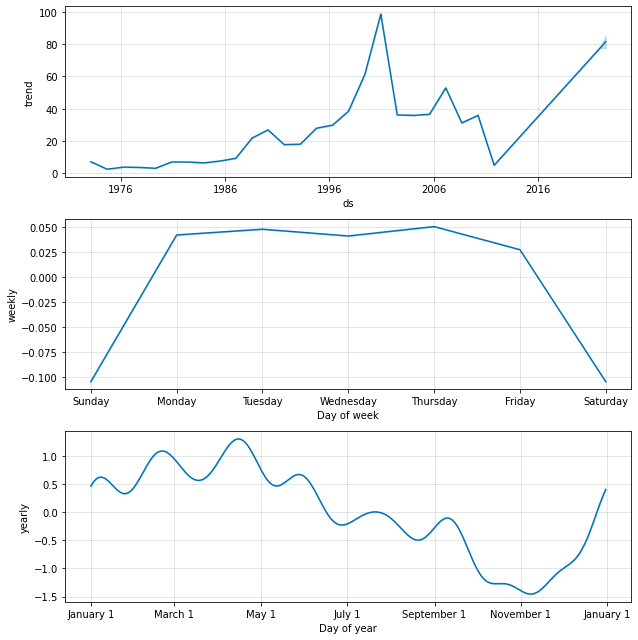 100
80
60
40
20
0
trend
1976 1986 1996 2006 2016
ds
0.050
0.025
0.000
−0.025
−0.050
−0.075
−0.100
weekly
Sunday Monday Tuesday Wednesday Thursday Friday Saturday
Day of week
1.0
0.5
0.0
−0.5
−1.0
−1.5
yearly
January 1 March 1 May 1 July 1 September 1 November 1 January 1
Day of year